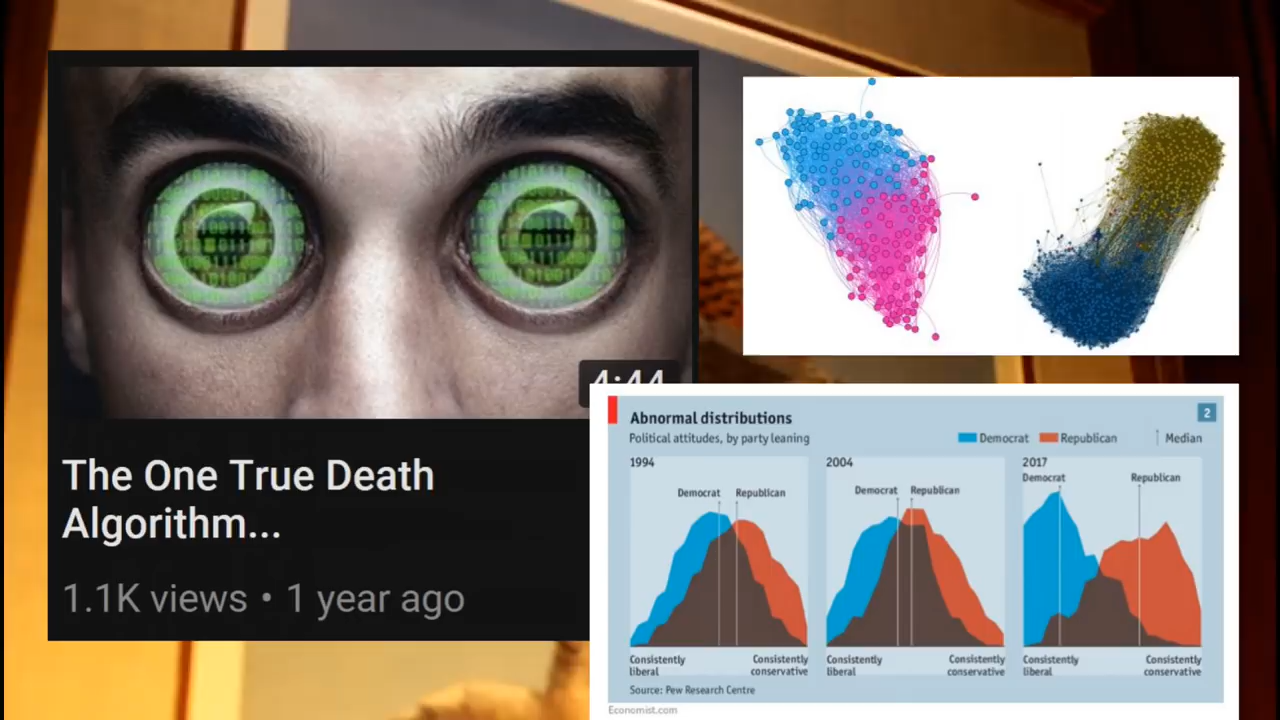 4:44
The One True Death
Algorithm...
1.1K views • 1 year ago
Abnormal distributions
2
Political attitudes, by party leaning
Democrat Republican Median
1994
Democrat Republican
Consistently liberal
Consistently conservative
2004
Democrat Republican
Consistently liberal
Consistently conservative
2017
Democrat Republican
Consistently liberal
Consistently conservative
Source: Pew Research Centre
Economist.com